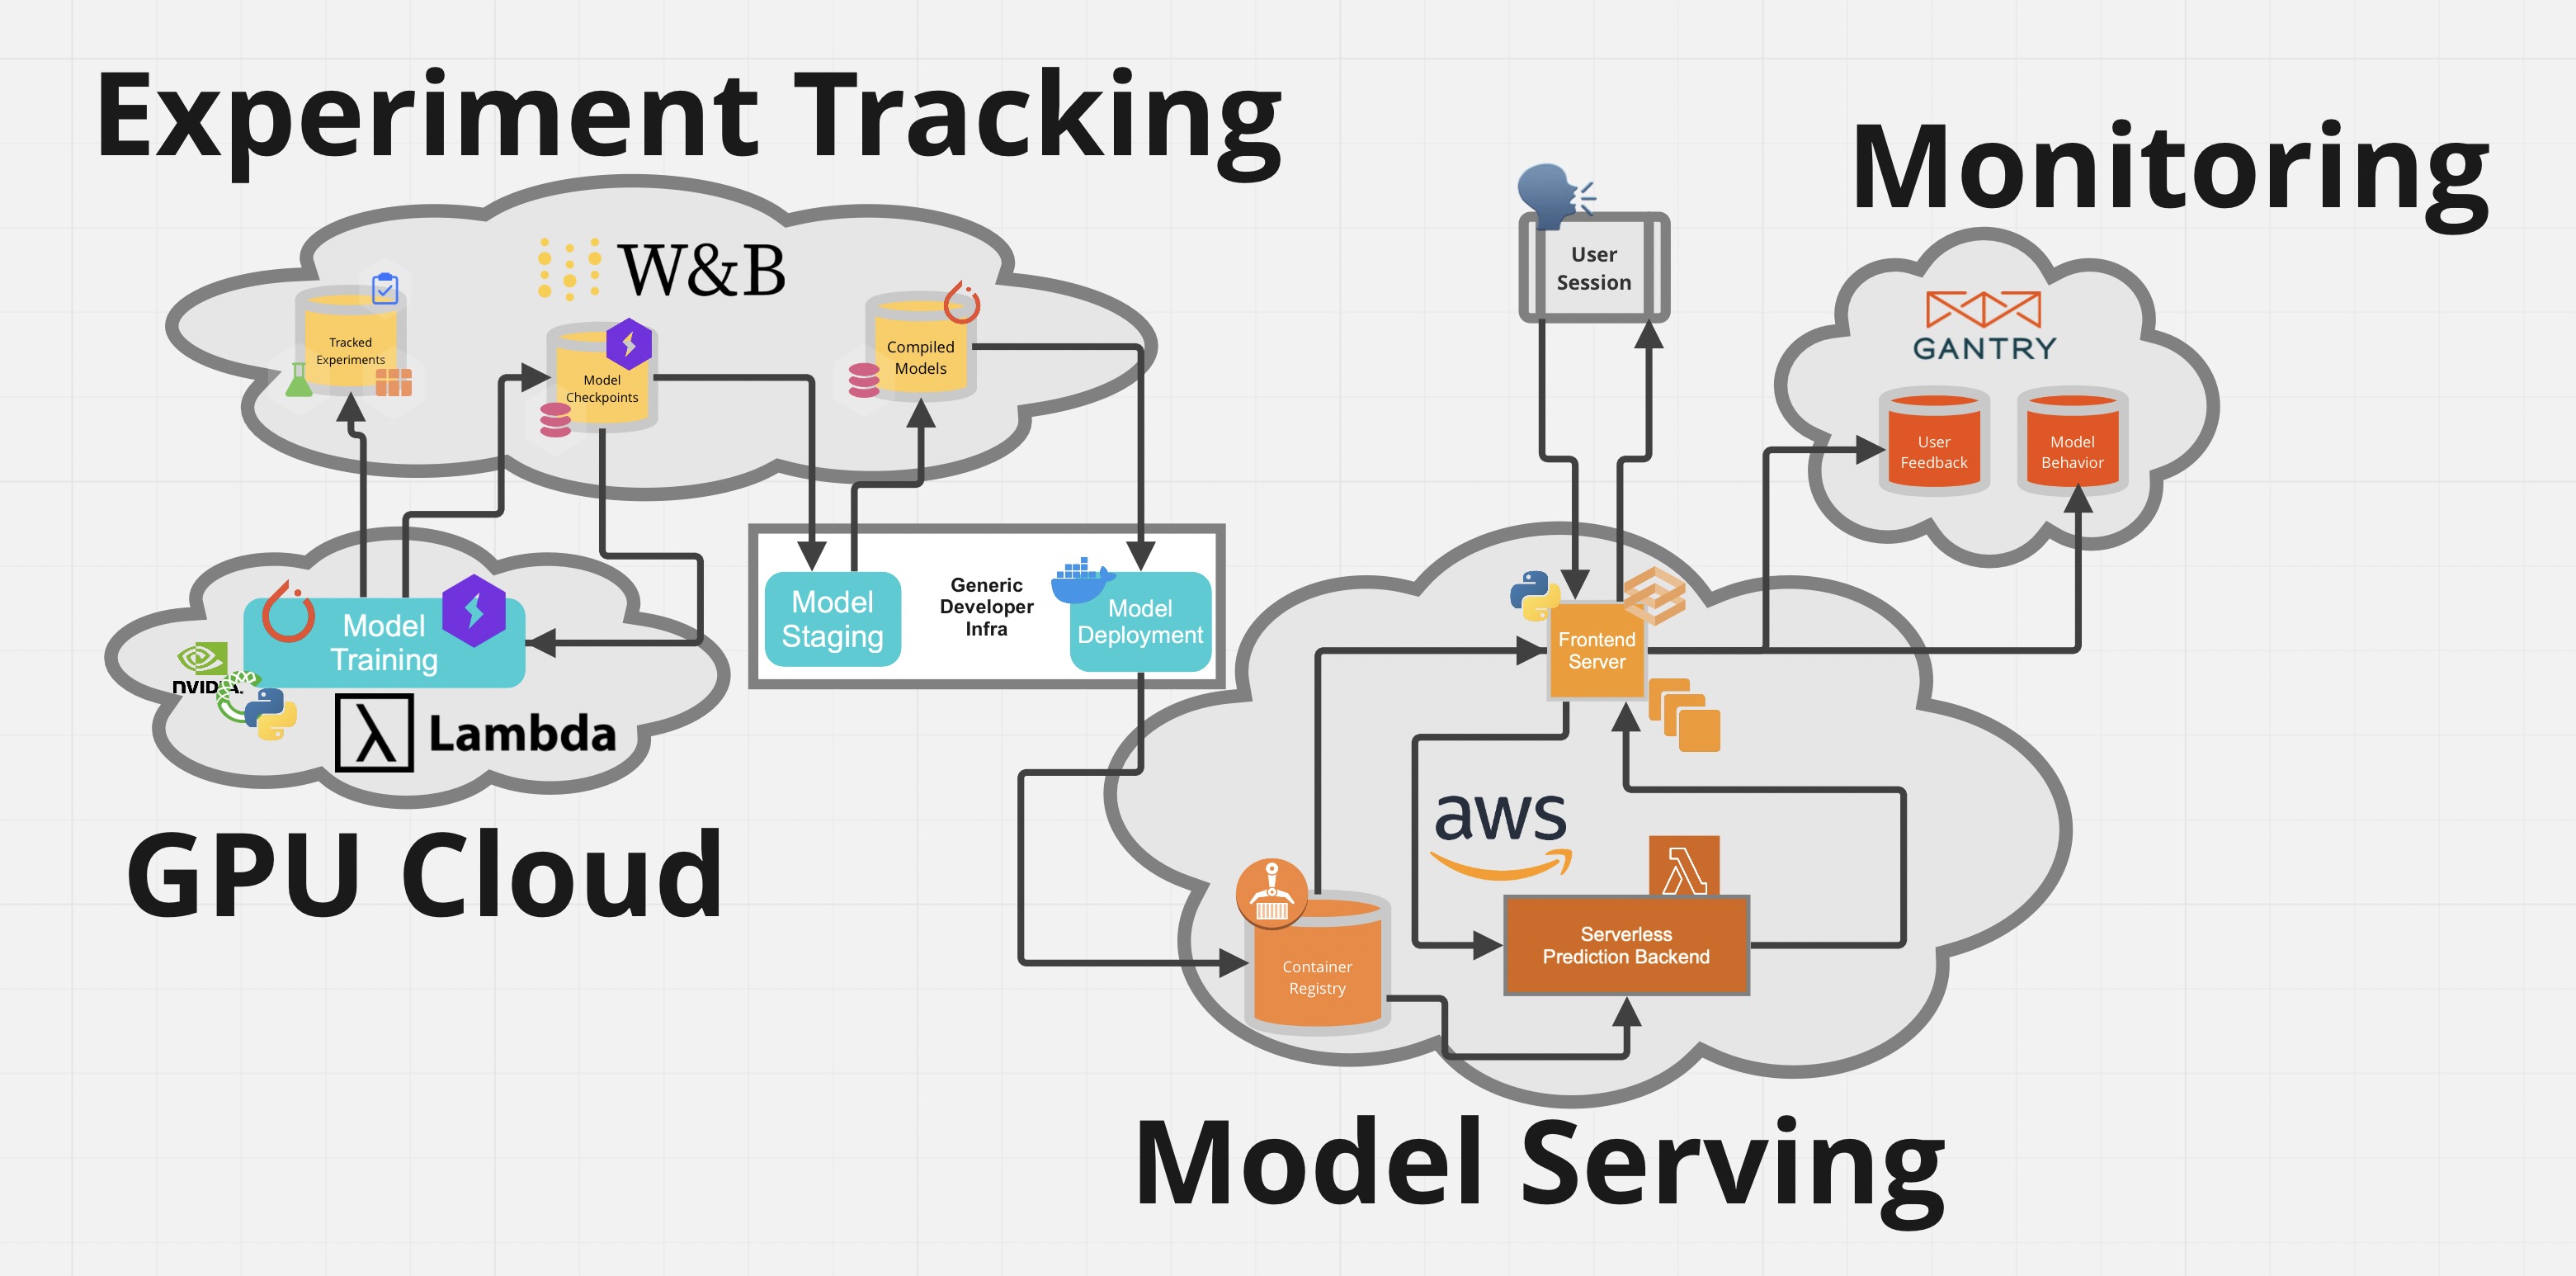 Experiment Tracking
W&B
Tracked
Experiments
Model
Checkpoints
Compiled
Models
User
Session
Monitoring
GANTRY
User
Feedback
Model
Behavior
Model
Training
NVIDIA.
Lambda
GPU Cloud
Model
Staging
Generic
Developer
Infra
Model
Deployment
Frontend
Server
aws
Container
Registry
Serverless
Prediction Backend
Model Serving